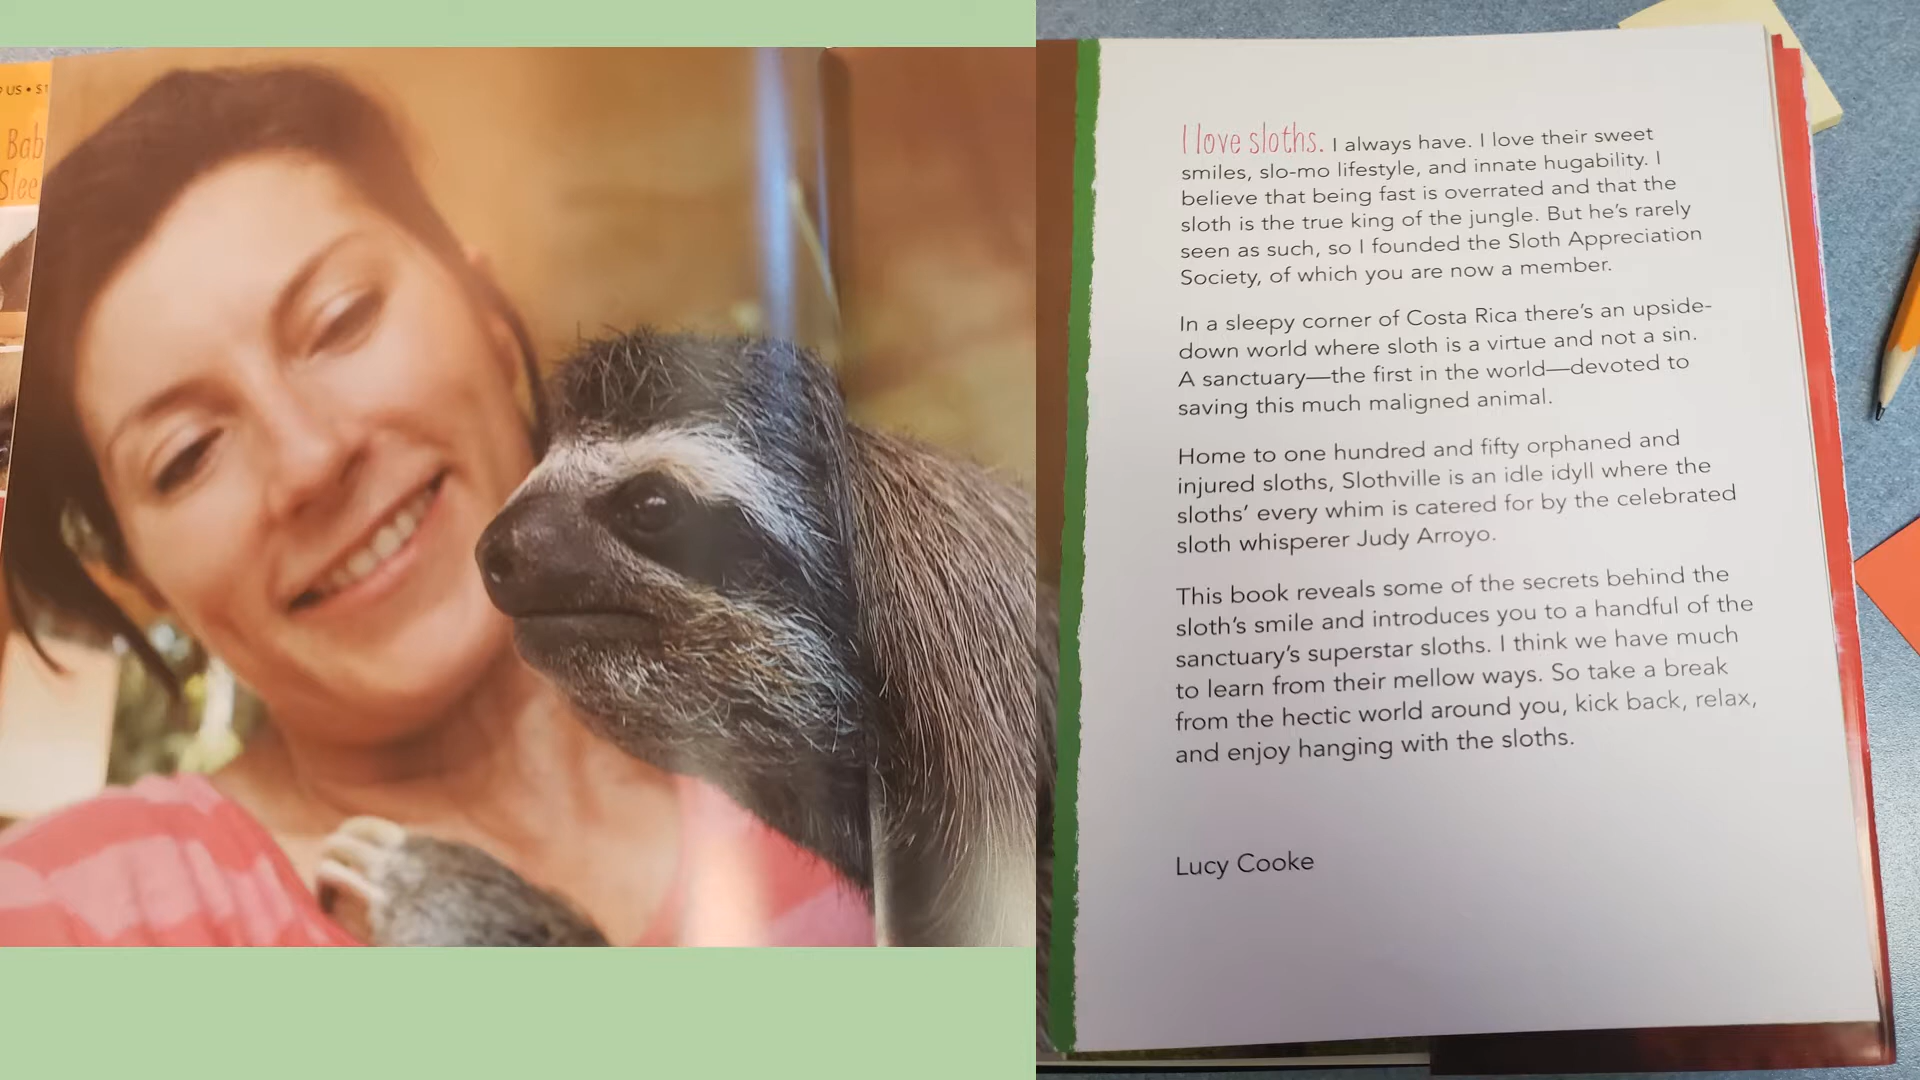 US • $1
Bab
Slee
I love sloths. I always have. I love their sweet
smiles, slo-mo lifestyle, and innate hugability. I
believe that being fast is overrated and that the
sloth is the true king of the jungle. But he's rarely
seen as such, so I founded the Sloth Appreciation
Society, of which you are now a member.
In a sleepy corner of Costa Rica there's an upside-
down world where sloth is a virtue and not a sin.
A sanctuary—the first in the world—devoted to
saving this much maligned animal.
Home to one hundred and fifty orphaned and
injured sloths, Slothville is an idle idyll where the
sloths' every whim is catered for by the celebrated
sloth whisperer Judy Arroyo.
This book reveals some of the secrets behind the
sloth's smile and introduces you to a handful of the
sanctuary's superstar sloths. I think we have much
to learn from their mellow ways. So take a break
from the hectic world around you, kick back, relax,
and enjoy hanging with the sloths.
Lucy Cooke